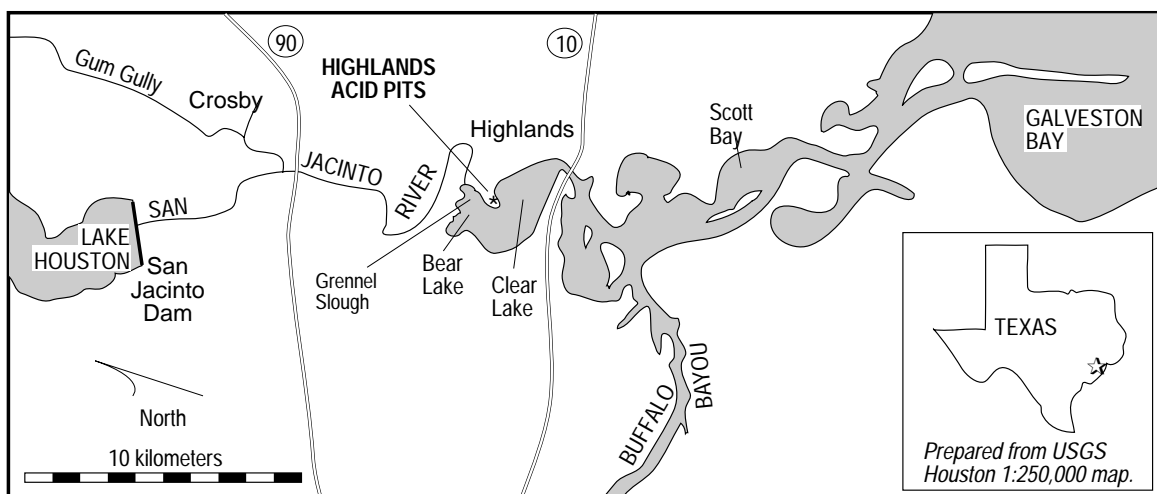 90
10
Gum Gully
Crosby
HIGHLANDS
ACID PITS
Highlands
Scott
Bay
GALVESTON
BAY
JACINTO
RIVER
SAN
LAKE
HOUSTON
San
Jacinto
Dam
Grennel
Slough
Bear
Lake
Clear
Lake
BUFFALO
BAYOU
North
10 kilometers
TEXAS
Prepared from USGS
Houston 1:250,000 map.